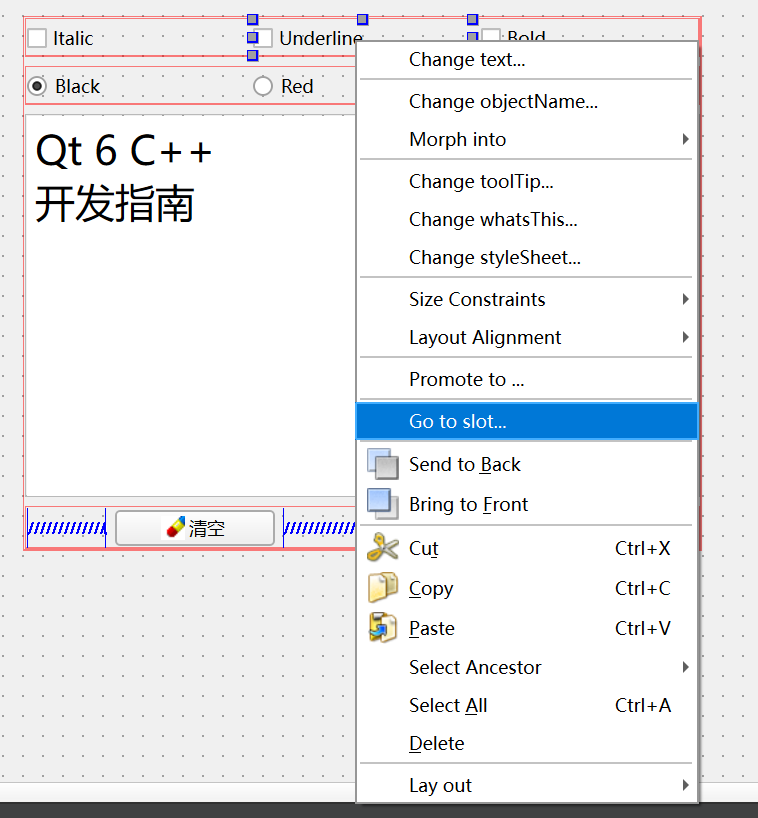 Italic
Underline
Bold
Black
Red
Qt 6 C++
开发指南
清空
Change text...
Change objectName...
Morph into
Change toolTip...
Change whatsThis...
Change styleSheet...
Size Constraints
Layout Alignment
Promote to ...
Go to slot...
Send to Back
Bring to Front
Cut Ctrl+X
Copy Ctrl+C
Paste Ctrl+V
Select Ancestor
Select All Ctrl+A
Delete
Lay out